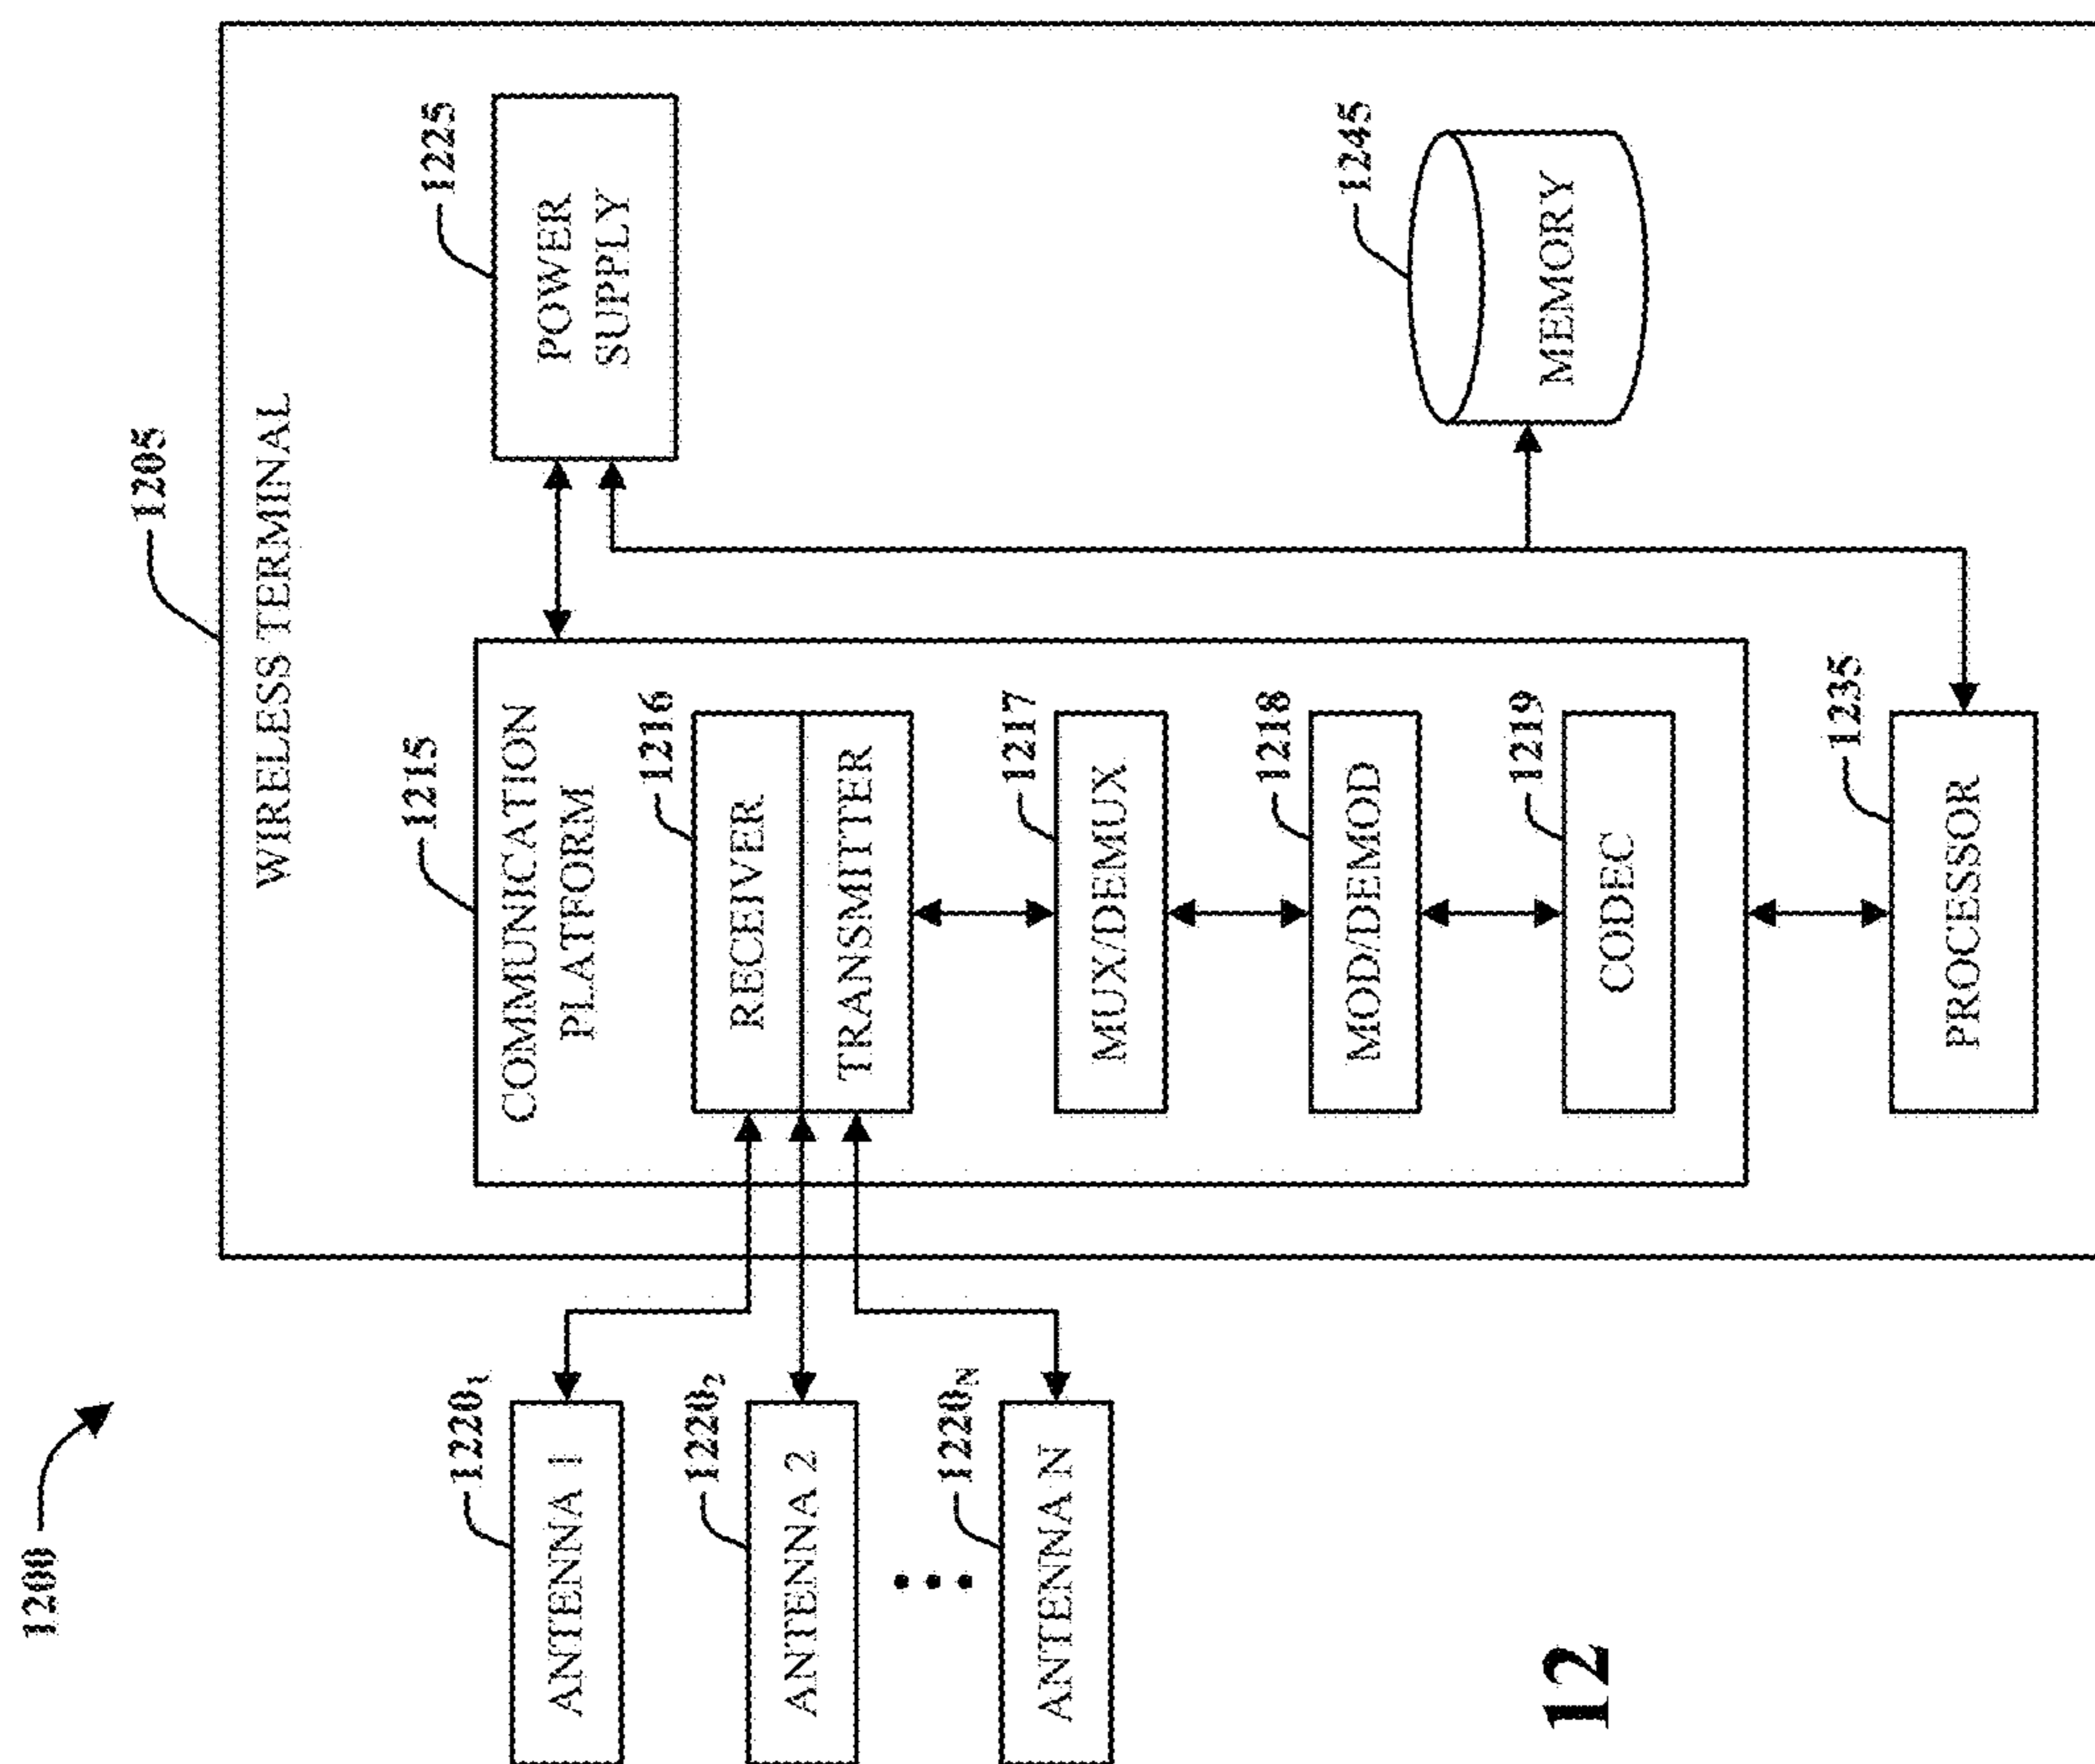 1200
1205
WIRELESS TERMINAL
1215
COMMUNICATION
PLATFORM
1225
POWER
SUPPLY
1220₁
ANTENNA 1
1216
RECEIVER
TRANSMITTER
1220₂
ANTENNA 2
1220N
ANTENNA N
1217
MUX/DEMUX
1218
MOD/DEMOD
1245
MEMORY
1219
CODEC
1235
PROCESSOR
12